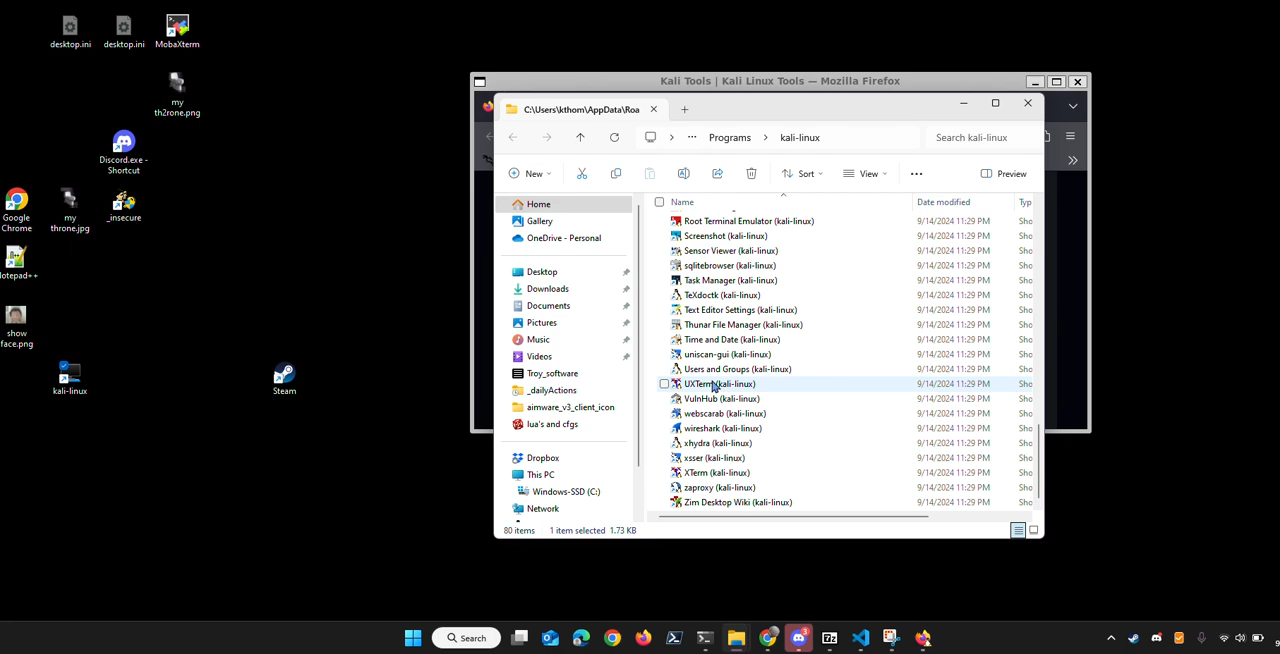 desktop.ini
desktop.ini
MobaXterm
my
th2rone.png
Discord.exe -
Shortcut
Google
Chrome
my
throne.jpg
_insecure
otepad++
show
face.png
kali-linux
Steam
Kali Tools | Kali Linux Tools — Mozilla Firefox
C:\Users\kthom\AppData\Roa
Programs
kali-linux
Search kali-linux
New
Sort
View
Preview
Home
Gallery
OneDrive - Personal
Desktop
Downloads
Documents
Pictures
Music
Videos
Troy_software
_dailyActions
aimware_v3_client_icon
lua's and cfgs
Dropbox
This PC
Windows-SSD (C:)
Network
Name
Date modified
Typ
Root Terminal Emulator (kali-linux) 9/14/2024 11:29 PM Sho
Screenshot (kali-linux) 9/14/2024 11:29 PM Sho
Sensor Viewer (kali-linux) 9/14/2024 11:29 PM Sho
sqlitebrowser (kali-linux) 9/14/2024 11:29 PM Sho
Task Manager (kali-linux) 9/14/2024 11:29 PM Sho
TeXdoctk (kali-linux) 9/14/2024 11:29 PM Sho
Text Editor Settings (kali-linux) 9/14/2024 11:29 PM Sho
Thunar File Manager (kali-linux) 9/14/2024 11:29 PM Sho
Time and Date (kali-linux) 9/14/2024 11:29 PM Sho
uniscan-gui (kali-linux) 9/14/2024 11:29 PM Sho
Users and Groups (kali-linux) 9/14/2024 11:29 PM Sho
UXTerm (kali-linux) 9/14/2024 11:29 PM Sho
VulnHub (kali-linux) 9/14/2024 11:29 PM Sho
webscarab (kali-linux) 9/14/2024 11:29 PM Sho
wireshark (kali-linux) 9/14/2024 11:29 PM Sho
xhydra (kali-linux) 9/14/2024 11:29 PM Sho
xsser (kali-linux) 9/14/2024 11:29 PM Sho
XTerm (kali-linux) 9/14/2024 11:29 PM Sho
zaproxy (kali-linux) 9/14/2024 11:29 PM Sho
Zim Desktop Wiki (kali-linux) 9/14/2024 11:29 PM Sho
80 items
1 item selected 1.73 KB
Search